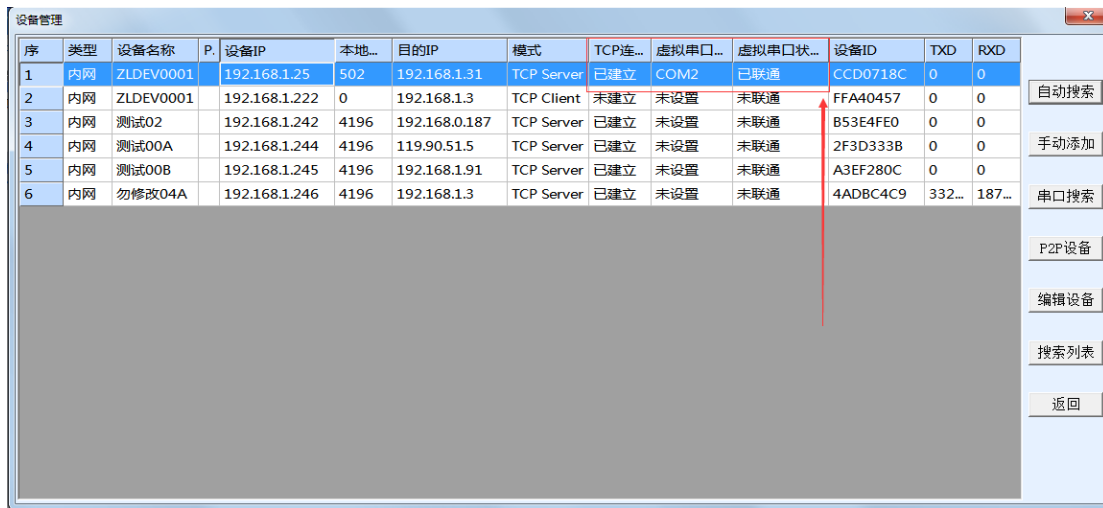 设备管理
序 类型 设备名称 P. 设备IP 本地... 目的IP 模式 TCP连... 虚拟串口... 虚拟串口状... 设备ID TXD RXD
1 内网 ZLDEV0001 192.168.1.25 502 192.168.1.31 TCP Server 已建立 COM2 已联通 CCD0718C 0 0
2 内网 ZLDEV0001 192.168.1.222 0 192.168.1.3 TCP Client 未建立 未设置 未联通 FFA40457 0 0
3 内网 测试02 192.168.1.242 4196 192.168.0.187 TCP Server 已建立 未设置 未联通 B53E4FE0 0 0
4 内网 测试00A 192.168.1.244 4196 119.90.51.5 TCP Server 已建立 未设置 未联通 2F3D333B 0 0
5 内网 测试00B 192.168.1.245 4196 192.168.1.91 TCP Server 已建立 未设置 未联通 A3EF280C 0 0
6 内网 勿修改04A 192.168.1.246 4196 192.168.1.3 TCP Server 已建立 未设置 未联通 4ADBC4C9 332... 187...
自动搜索
手动添加
串口搜索
P2P设备
编辑设备
搜索列表
返回